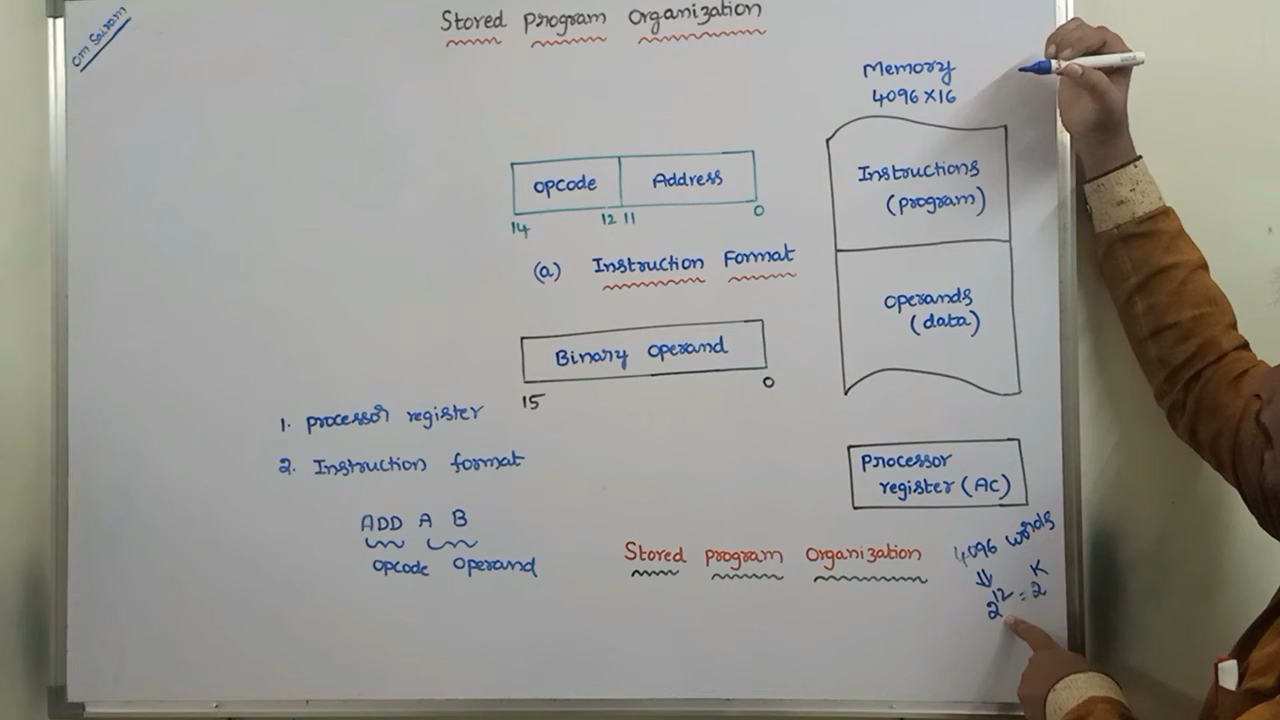 Om Sairam
Stored Program Organization
Memory
4096 X 16
Opcode
Address
14
12
11
0
(a) Instruction Format
Instructions
(program)
Operands
(data)
Binary operand
15
0
1. Processor register
2. Instruction format
ADD A B
opcode operand
Processor
register (AC)
Stored program Organization
4096 words
⇓
2^12 = 2^K